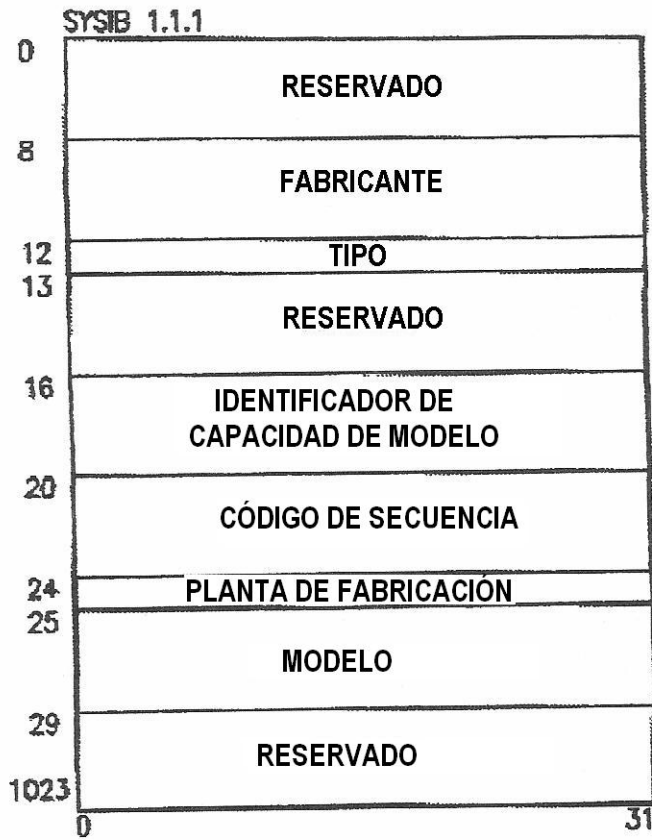 SYSIB 1.1.1
0
RESERVADO
8
FABRICANTE
12
TIPO
13
RESERVADO
16
IDENTIFICADOR DE
CAPACIDAD DE MODELO
20
CÓDIGO DE SECUENCIA
24
PLANTA DE FABRICACIÓN
25
MODELO
29
RESERVADO
1023
0
31